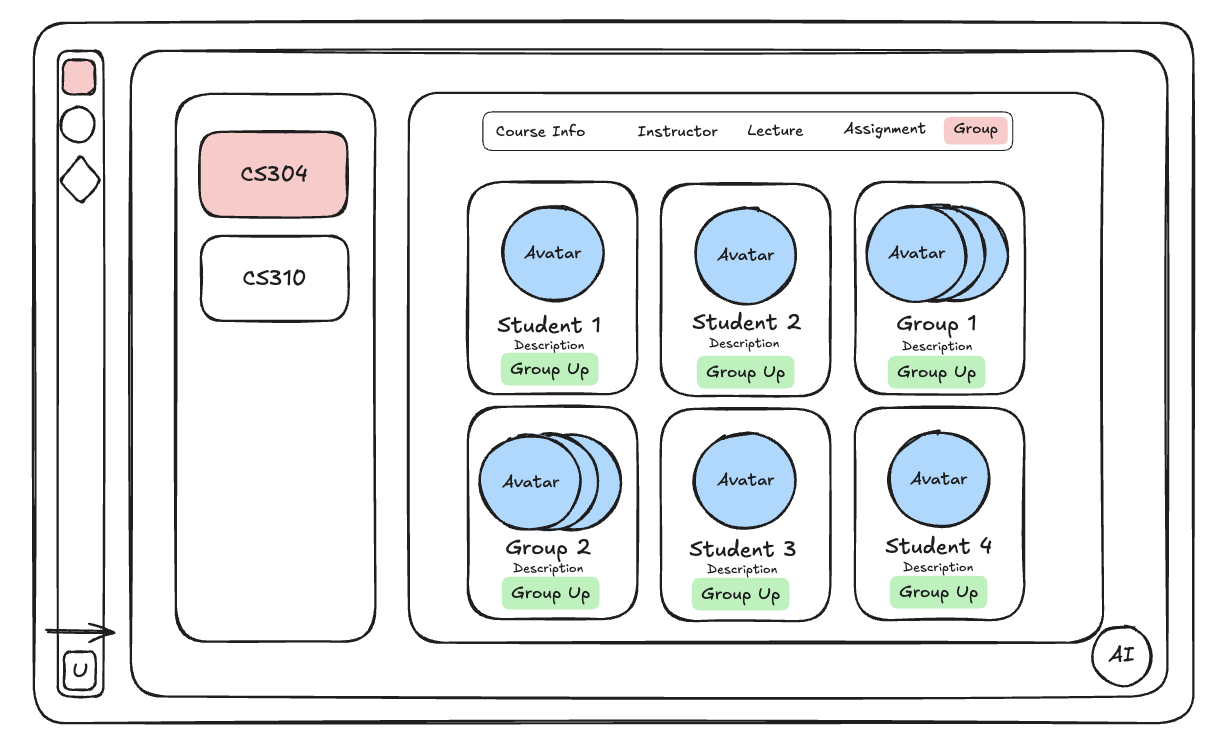 CS304
CS310
Course Info Instructor Lecture Assignment Group
Avatar Avatar Avatar
Student 1 Student 2 Group 1
Description Description Description
Group Up Group Up Group Up
Avatar Avatar Avatar
Group 2 Student 3 Student 4
Description Description Description
Group Up Group Up Group Up
U
AI